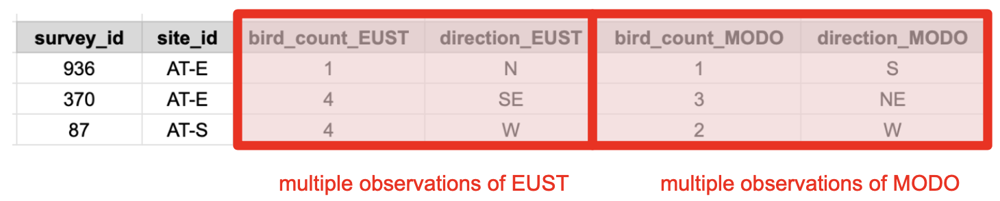 survey_id site_id bird_count_EUST direction_EUST bird_count_MODO direction_MODO
936 AT-E 1 N 1 S
370 AT-E 4 SE 3 NE
87 AT-S 4 W 2 W
multiple observations of EUST multiple observations of MODO